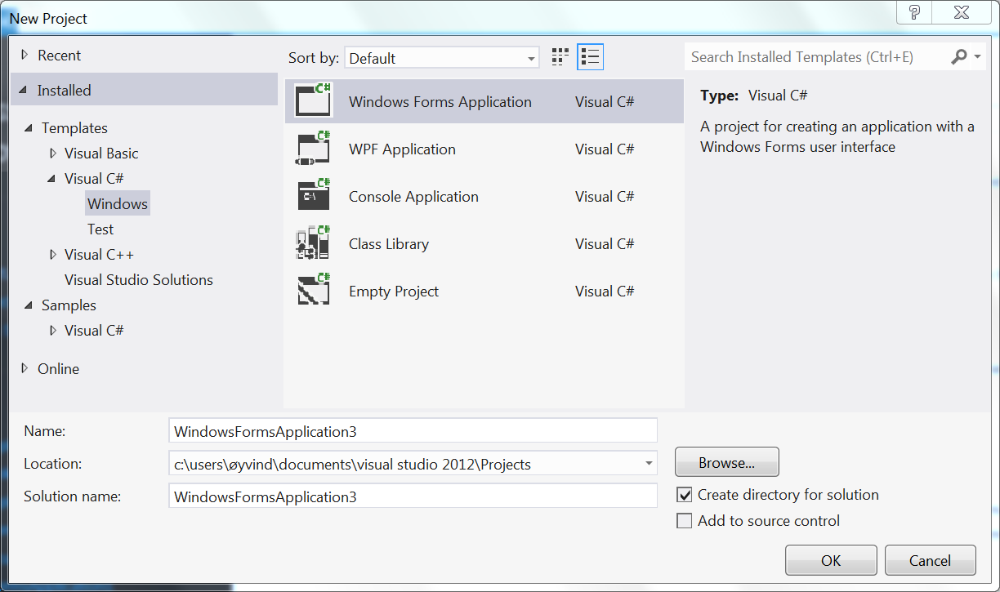 New Project
Recent
Installed
Templates
Visual Basic
Visual C#
Windows
Test
Visual C++
Visual Studio Solutions
Samples
Visual C#
Online
Sort by: Default
Windows Forms Application Visual C#
WPF Application Visual C#
Console Application Visual C#
Class Library Visual C#
Empty Project Visual C#
Search Installed Templates (Ctrl+E)
Type: Visual C#
A project for creating an application with a
Windows Forms user interface
Name: WindowsFormsApplication3
Location: c:\users\øyvind\documents\visual studio 2012\Projects
Browse...
Solution name: WindowsFormsApplication3
Create directory for solution
Add to source control
OK Cancel